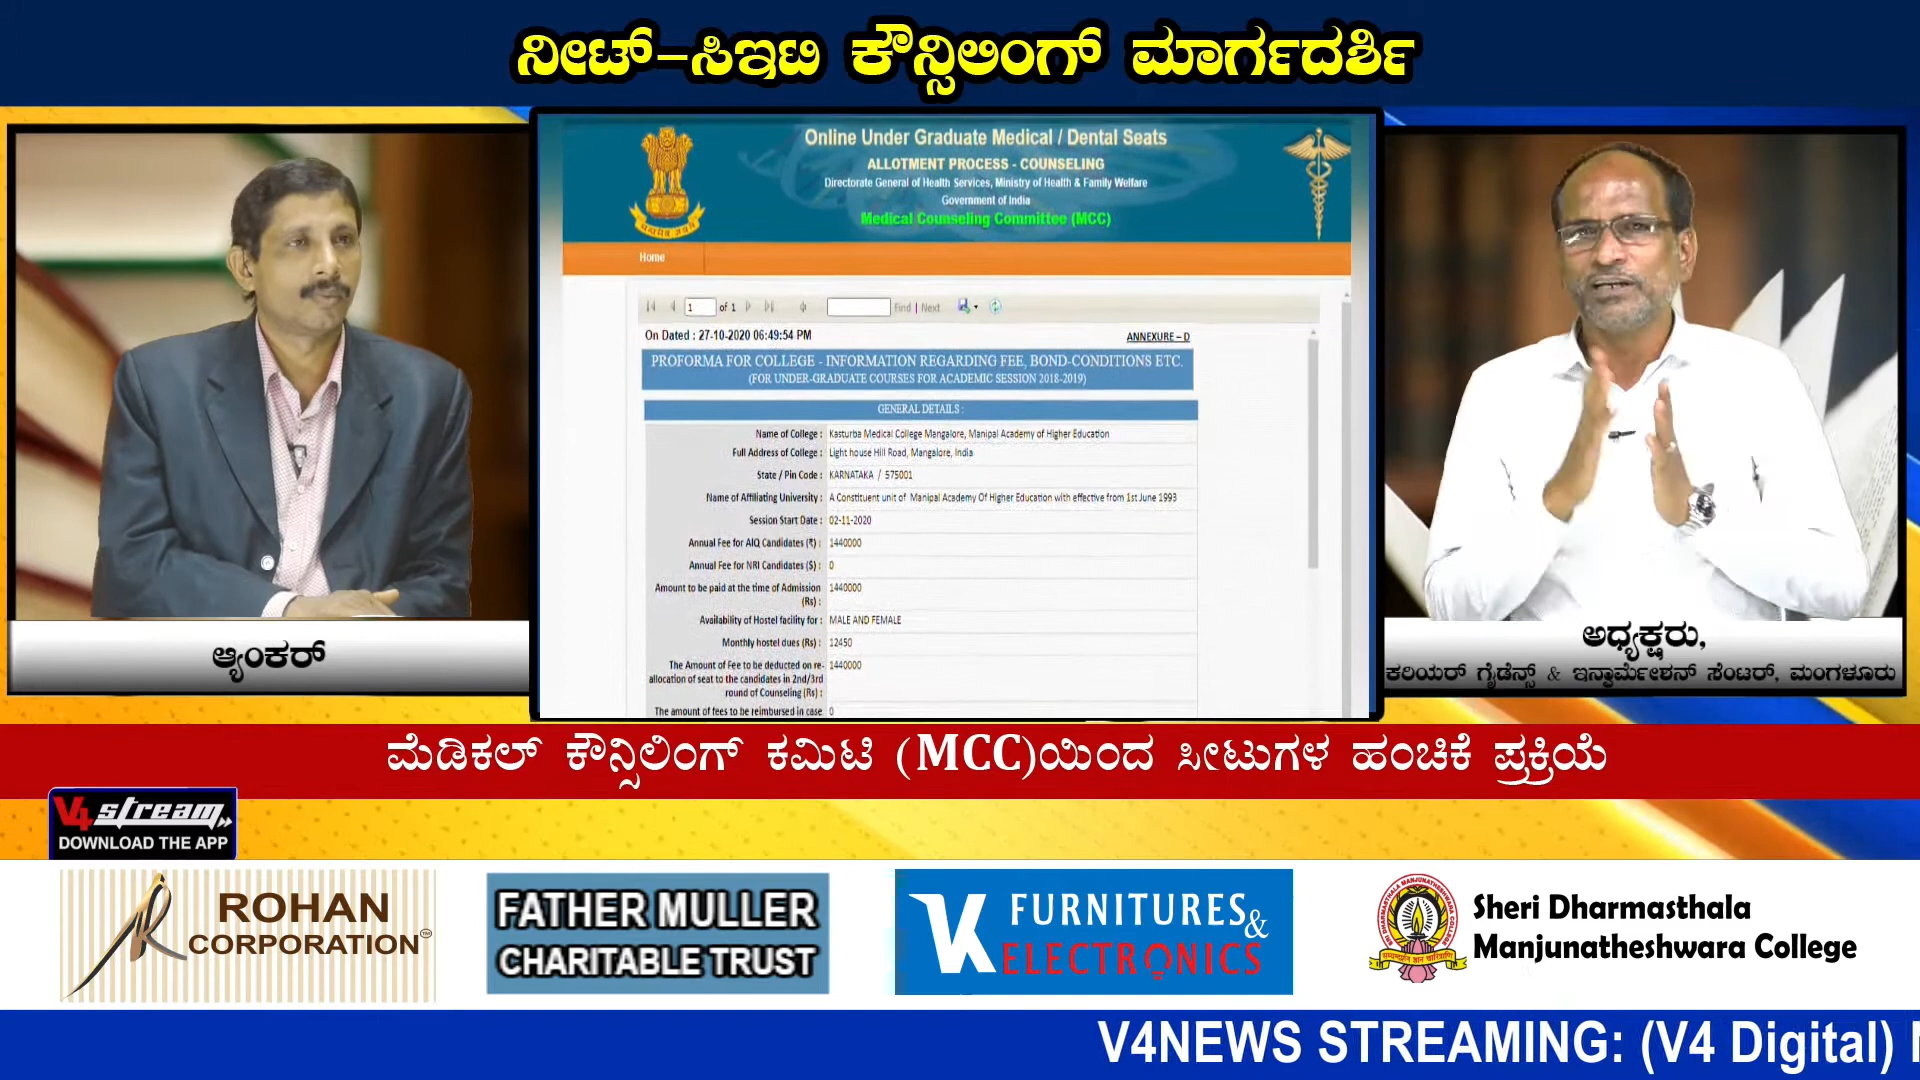 ನೀಟ್-ಸಿಇಟಿ ಕೌನ್ಸಿಲಿಂಗ್ ಮಾರ್ಗದರ್ಶಿ
Online Under Graduate Medical / Dental Seats
ALLOTMENT PROCESS - COUNSELING
Directorate General of Health Services, Ministry of Health & Family Welfare
Government of India
Medical Counseling Committee (MCC)
Home
1 of 1 Find | Next
On Dated : 27-10-2020 06:49:54 PM
ANNEXURE – D
PROFORMA FOR COLLEGE - INFORMATION REGARDING FEE, BOND-CONDITIONS ETC.
(FOR UNDER-GRADUATE COURSES FOR ACADEMIC SESSION 2018-2019)
GENERAL DETAILS :
Name of College : Kasturba Medical College Mangalore, Manipal Academy of Higher Education
Full Address of College : Light house Hill Road, Mangalore, India
State / Pin Code : KARNATAKA / 575001
Name of Affiliating University : A Constituent unit of Manipal Academy Of Higher Education with effective from 1st June 1993
Session Start Date : 02-11-2020
Annual Fee for AIQ Candidates (₹) : 1440000
Annual Fee for NRI Candidates ($) : 0
Amount to be paid at the time of Admission 1440000
(Rs) :
Availability of Hostel facility for : MALE AND FEMALE
Monthly hostel dues (Rs) : 12450
The Amount of Fee to be deducted on re- 1440000
allocation of seat to the candidates in 2nd/3rd
round of Counseling (Rs) :
The amount of fees to be reimbursed in case 0
ಆ್ಯಂಕರ್
ಅಧ್ಯಕ್ಷರು,
ಕರಿಯರ್ ಗೈಡೆನ್ಸ್ & ಇನ್ಫಾರ್ಮೇಶನ್ ಸೆಂಟರ್, ಮಂಗಳೂರು
ಮೆಡಿಕಲ್ ಕೌನ್ಸಿಲಿಂಗ್ ಕಮಿಟಿ (MCC)ಯಿಂದ ಸೀಟುಗಳ ಹಂಚಿಕೆ ಪ್ರಕ್ರಿಯೆ
V4 stream
DOWNLOAD THE APP
ROHAN
CORPORATION™
FATHER MULLER
CHARITABLE TRUST
VK FURNITURES &
ELECTRONICS
Sheri Dharmasthala
Manjunatheshwara College
V4NEWS STREAMING: (V4 Digital)